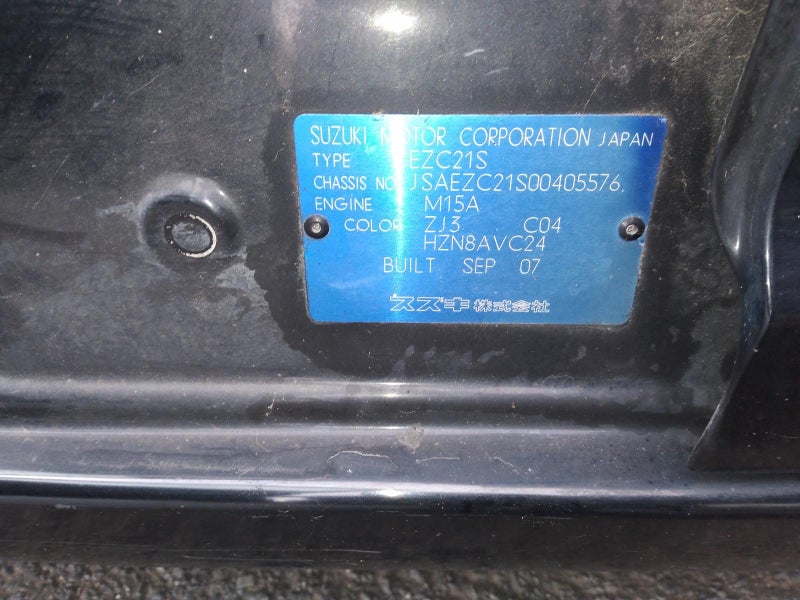 SUZUKI MOTOR CORPORATION JAPAN
TYPE EZC21S
CHASSIS NO. JSAEZC21S00405576.
ENGINE M15A
COLOR ZJ3 C04
HZN8AVC24
BUILT SEP 07
スズキ株式会社